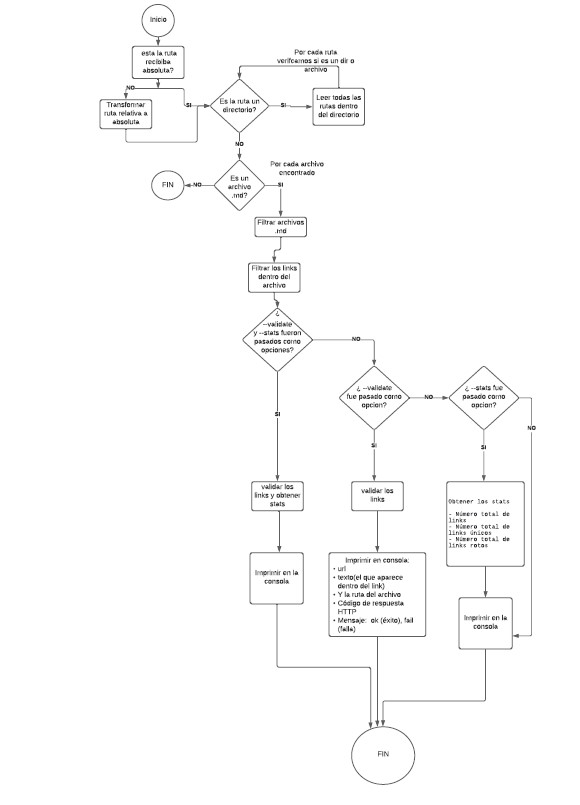 Inicio
esta la ruta
recibiba
absoluta?
NO
Transformar
ruta relativa a
absoluta
SI
Es la ruta un
directorio?
Por cada ruta
verifcamos si es un dir o
archivo
SI
Leer todas las
rutas dentro
del directorio
NO
Por cada archivo
encontrado
FIN
NO
Es un
archivo
.md?
SI
Filtrar archivos
.md
Filtrar los links
dentro del
archivo
¿
--validate
y --stats fueron
pasados como
opciones?
NO
¿ --validate
fue pasado como
opcion?
NO
¿ --stats fue
pasado como
opcion?
NO
SI
SI
SI
validar los
links y obtener
stats
validar los
links
Obtener las stats
- Número total de
links
- Número total de
links únicos
- Número total de
links rotos
Imprimir en la
consola
Imprimir en consola:
• url
• texto(el que aparece
dentro del link)
• Y la ruta del archivo
• Código de respuesta
HTTP
• Mensaje: ok (éxito), fail
(falla)
Imprimir en la
consola
FIN